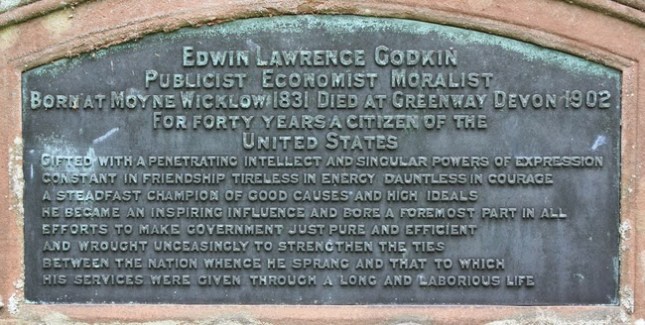 EDWIN LAWRENCE GODKIN
PUBLICIST ECONOMIST MORALIST
BORN AT MOYNE WICKLOW 1831 DIED AT GREENWAY DEVON 1902
FOR FORTY YEARS A CITIZEN OF THE
UNITED STATES
GIFTED WITH A PENETRATING INTELLECT AND SINGULAR POWERS OF EXPRESSION
CONSTANT IN FRIENDSHIP TIRELESS IN ENERGY DAUNTLESS IN COURAGE
A STEADFAST CHAMPION OF GOOD CAUSES AND HIGH IDEALS
HE BECAME AN INSPIRING INFLUENCE AND BORE A FOREMOST PART IN ALL
EFFORTS TO MAKE GOVERNMENT JUST PURE AND EFFICIENT
AND WROUGHT UNCEASINGLY TO STRENGTHEN THE TIES
BETWEEN THE NATION WHENCE HE SPRANG AND THAT TO WHICH
HIS SERVICES WERE GIVEN THROUGH A LONG AND LABORIOUS LIFE